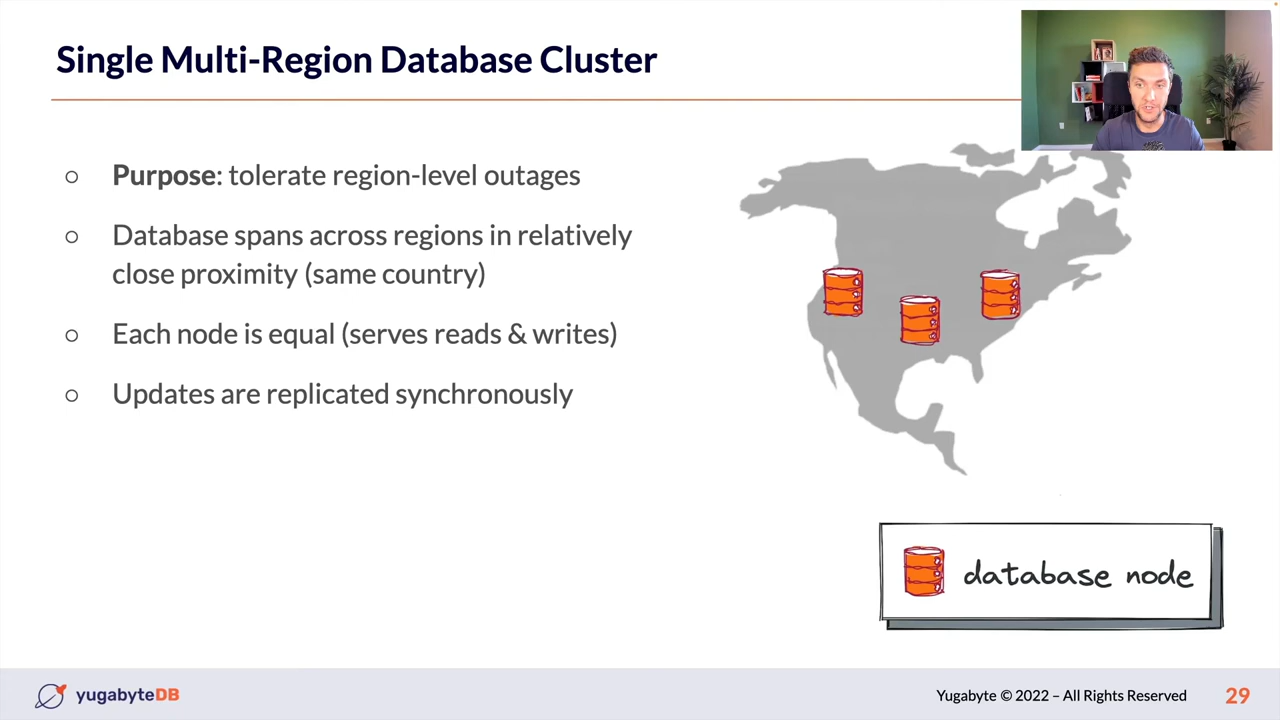 Single Multi-Region Database Cluster
○ Purpose: tolerate region-level outages
○ Database spans across regions in relatively
close proximity (same country)
○ Each node is equal (serves reads & writes)
○ Updates are replicated synchronously
database node
yugabyteDB
Yugabyte © 2022 – All Rights Reserved
29